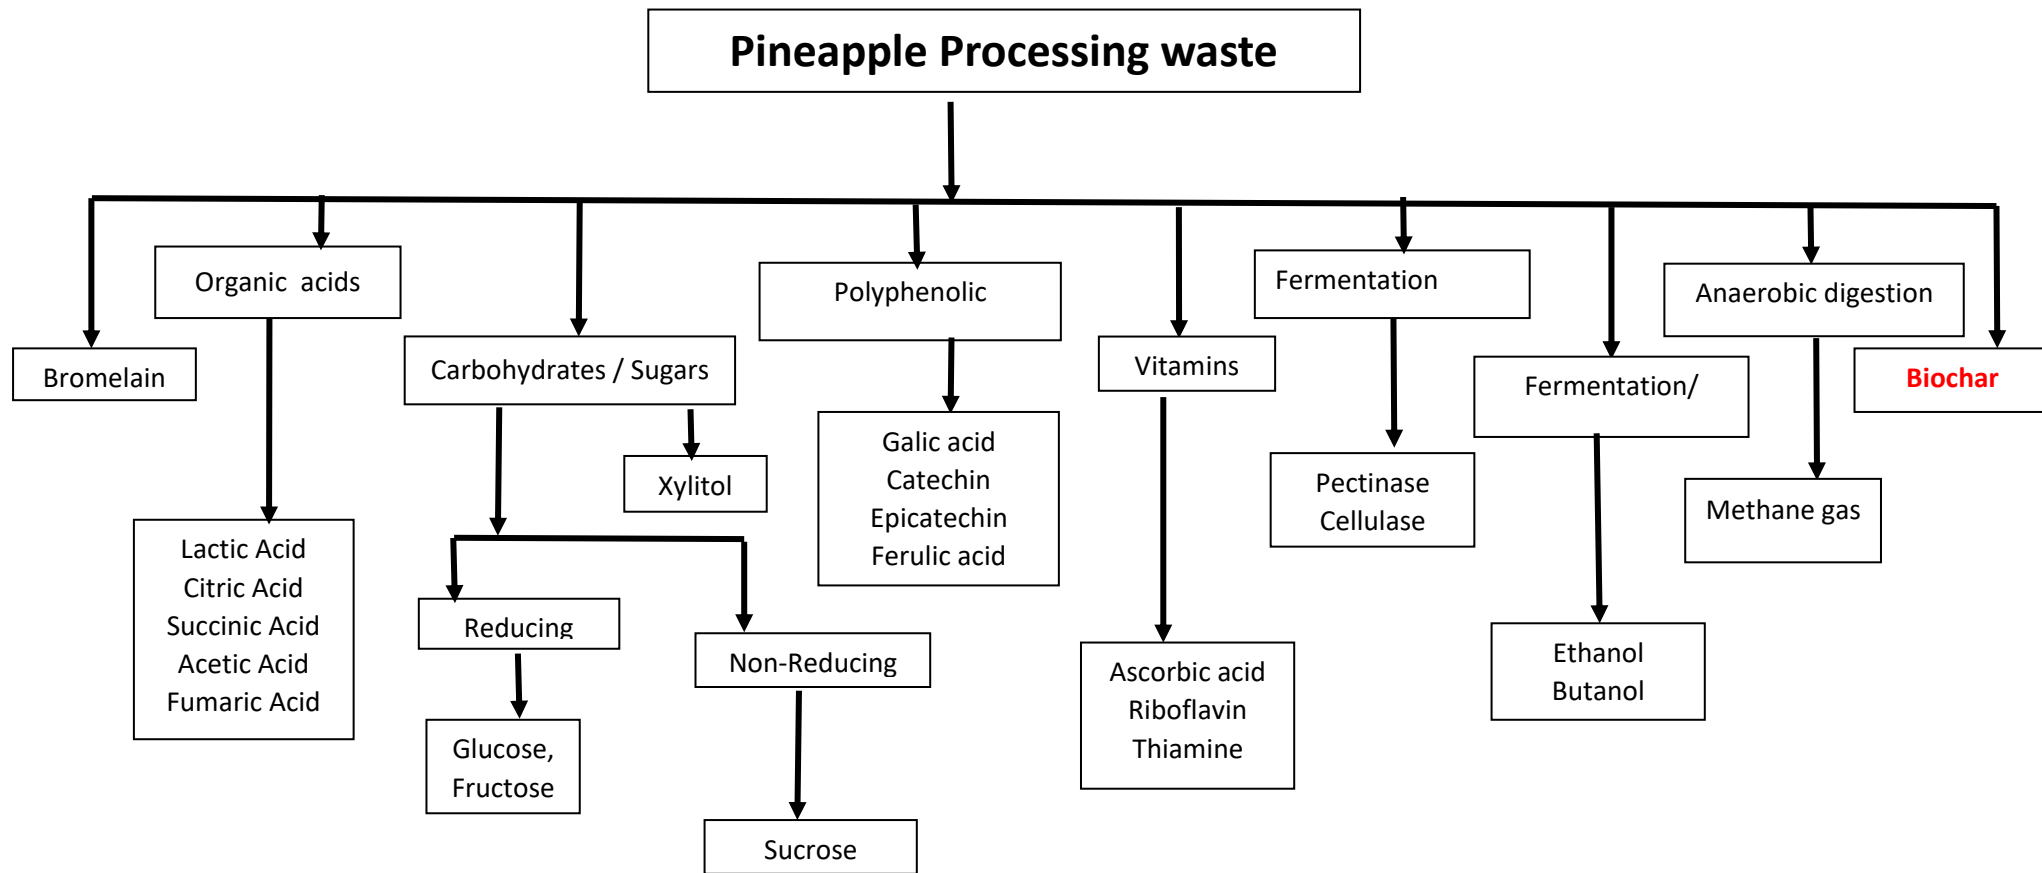 Pineapple Processing waste
Organic acids
Polyphenolic
Fermentation
Anaerobic digestion
Bromelain
Carbohydrates / Sugars
Vitamins
Fermentation/
Biochar
Xylitol
Galic acid
Catechin
Epicatechin
Ferulic acid
Pectinase
Cellulase
Methane gas
Lactic Acid
Citric Acid
Succinic Acid
Acetic Acid
Fumaric Acid
Reducing
Non-Reducing
Ascorbic acid
Riboflavin
Thiamine
Ethanol
Butanol
Glucose,
Fructose
Sucrose